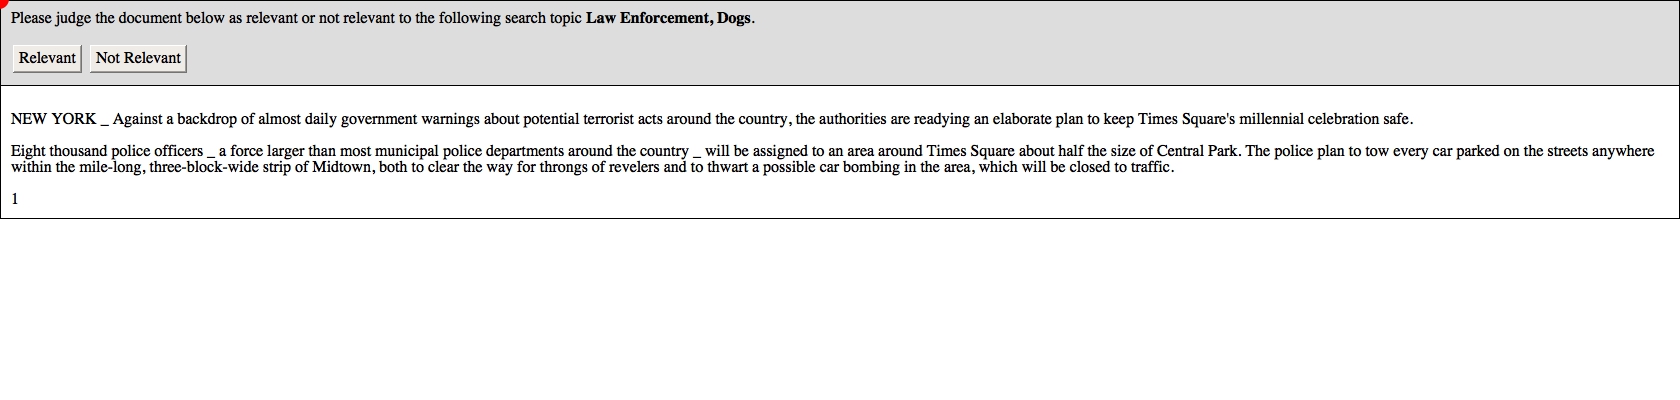 Please judge the document below as relevant or not relevant to the following search topic Law Enforcement, Dogs.
Relevant Not Relevant
NEW YORK _ Against a backdrop of almost daily government warnings about potential terrorist acts around the country, the authorities are readying an elaborate plan to keep Times Square's millennial celebration safe.
Eight thousand police officers _ a force larger than most municipal police departments around the country _ will be assigned to an area around Times Square about half the size of Central Park. The police plan to tow every car parked on the streets anywhere
within the mile-long, three-block-wide strip of Midtown, both to clear the way for throngs of revelers and to thwart a possible car bombing in the area, which will be closed to traffic.
1